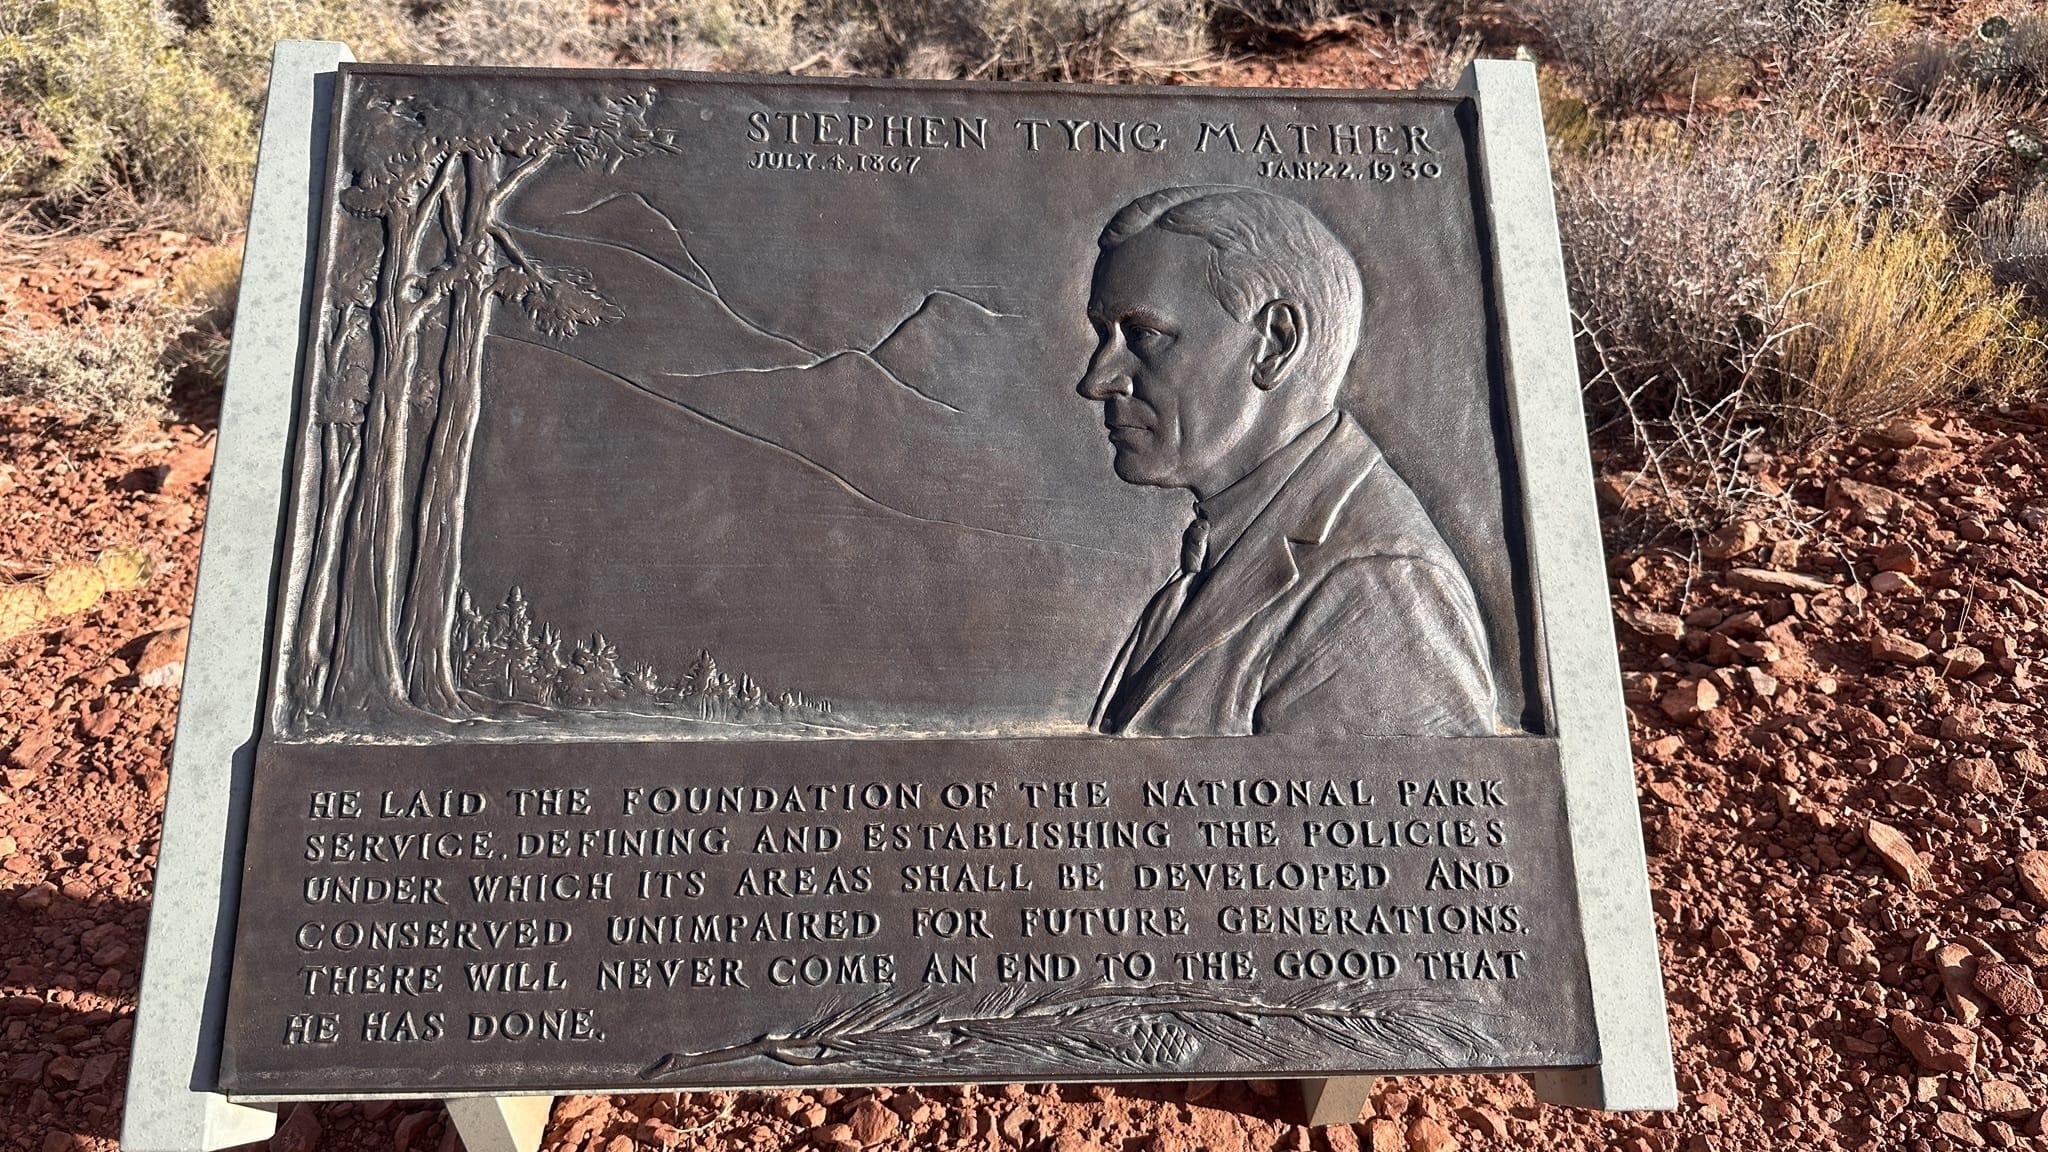 STEPHEN TYNG MATHER
JULY.4.1867 JAN.22.1930
HE LAID THE FOUNDATION OF THE NATIONAL PARK
SERVICE, DEFINING AND ESTABLISHING THE POLICIES
UNDER WHICH ITS AREAS SHALL BE DEVELOPED AND
CONSERVED UNIMPAIRED FOR FUTURE GENERATIONS.
THERE WILL NEVER COME AN END TO THE GOOD THAT
HE HAS DONE.